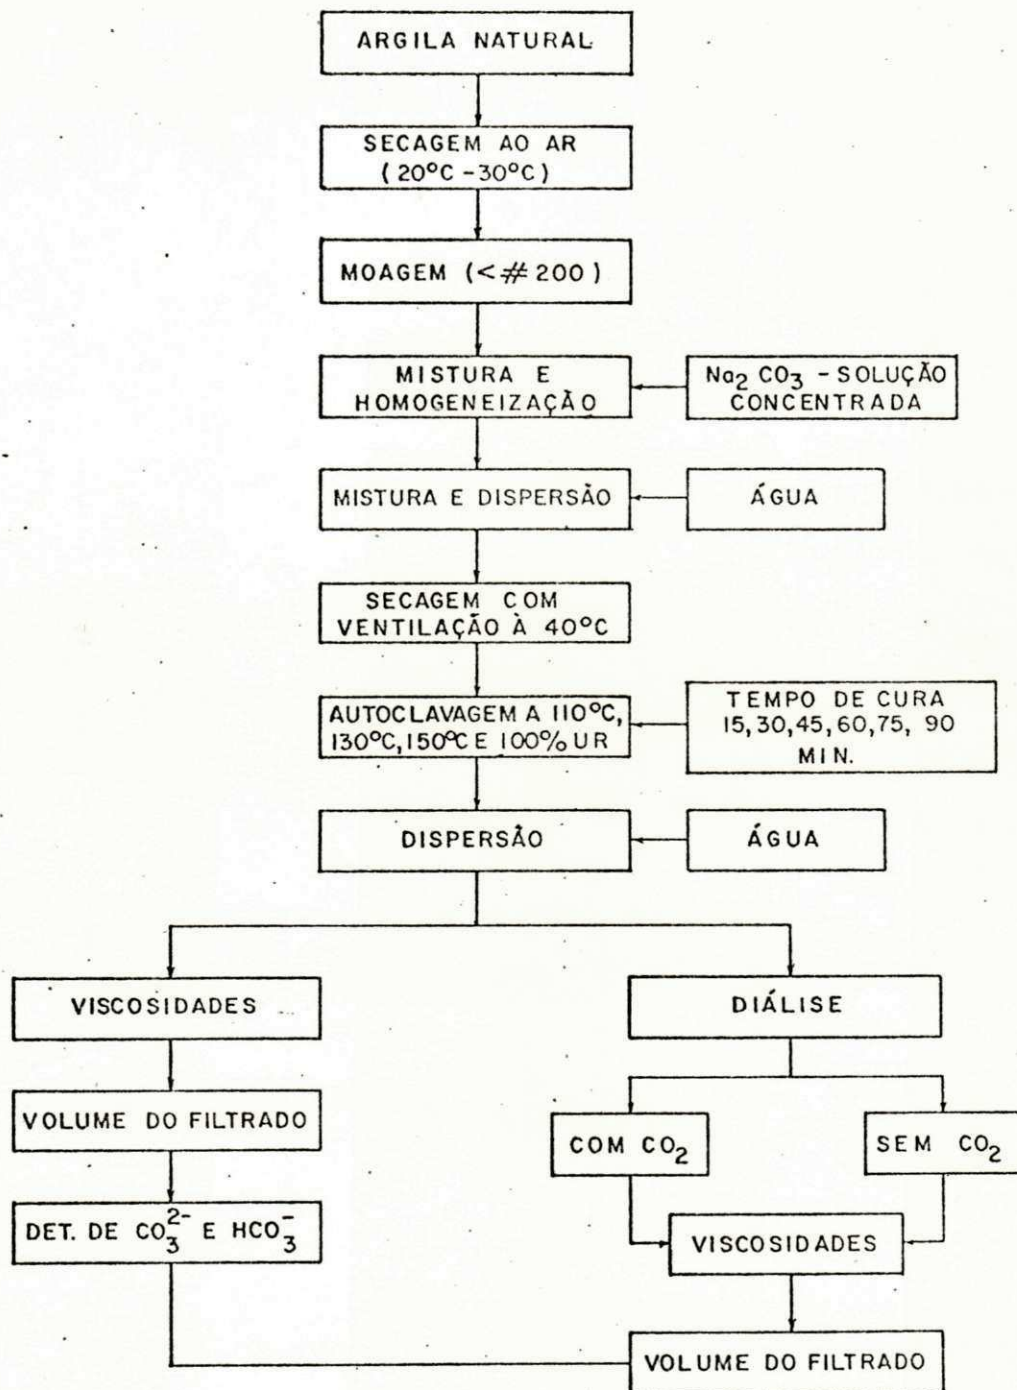 ARGILA NATURAL
SECAGEM AO AR
(20°C - 30°C)
MOAGEM (< # 200)
MISTURA E
HOMOGENEIZAÇÃO
Na₂ CO₃ - SOLUÇÃO
CONCENTRADA
MISTURA E DISPERSÃO
ÁGUA
SECAGEM COM
VENTILAÇÃO À 40°C
AUTOCLAVAGEM A 110°C,
130°C, 150°C E 100% UR
TEMPO DE CURA
15, 30, 45, 60, 75, 90
MIN.
DISPERSÃO
ÁGUA
VISCOSIDADES
DIÁLISE
VOLUME DO FILTRADO
COM CO₂
SEM CO₂
DET. DE CO₃²⁻ E HCO₃⁻
VISCOSIDADES
VOLUME DO FILTRADO